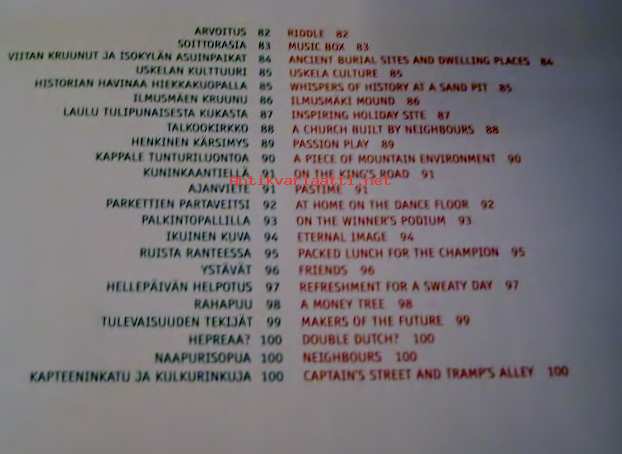 ARVOITUS 82 RIDDLE 82
SOITTORASIA 83 MUSIC BOX 83
VIITAN KRUUNUT JA ISOKYLÄN ASUINPAIKAT 84 ANCIENT BURIAL SITES AND DWELLING PLACES 84
USKELAN KULTTUURI 85 USKELA CULTURE 85
HISTORIAN HAVINAA HIEKKAKUOPALLA 85 WHISPERS OF HISTORY AT A SAND PIT 85
ILMUSMÄEN KRUUNU 86 ILMUSMÄKI MOUND 86
LAULU TULIPUNAISESTA KUKASTA 87 INSPIRING HOLIDAY SITE 87
TALKOOKIRKKO 88 A CHURCH BUILT BY NEIGHBOURS 88
HENKINEN KÄRSIMYS 89 PASSION PLAY 89
KAPPALE TUNTURILUONTOA 90 A PIECE OF MOUNTAIN ENVIRONMENT 90
KUNINKAANTIELLÄ 91 ON THE KING'S ROAD 91
Antikvariaatti.net
AJANVIETE 91 PASTIME 91
PARKETTIEN PARTAVEITSI 92 AT HOME ON THE DANCE FLOOR 92
PALKINTOPALLILLA 93 ON THE WINNER'S PODIUM 93
IKUINEN KUVA 94 ETERNAL IMAGE 94
RUISTA RANTEESSA 95 PACKED LUNCH FOR THE CHAMPION 95
YSTÄVÄT 96 FRIENDS 96
HELLEPÄIVÄN HELPOTUS 97 REFRESHMENT FOR A SWEATY DAY 97
RAHAPUU 98 A MONEY TREE 98
TULEVAISUUDEN TEKIJÄT 99 MAKERS OF THE FUTURE 99
HEPREAA? 100 DOUBLE DUTCH? 100
NAAPURISOPUA 100 NEIGHBOURS 100
KAPTEENINKATU JA KULKURINKUJA 100 CAPTAIN'S STREET AND TRAMP'S ALLEY 100